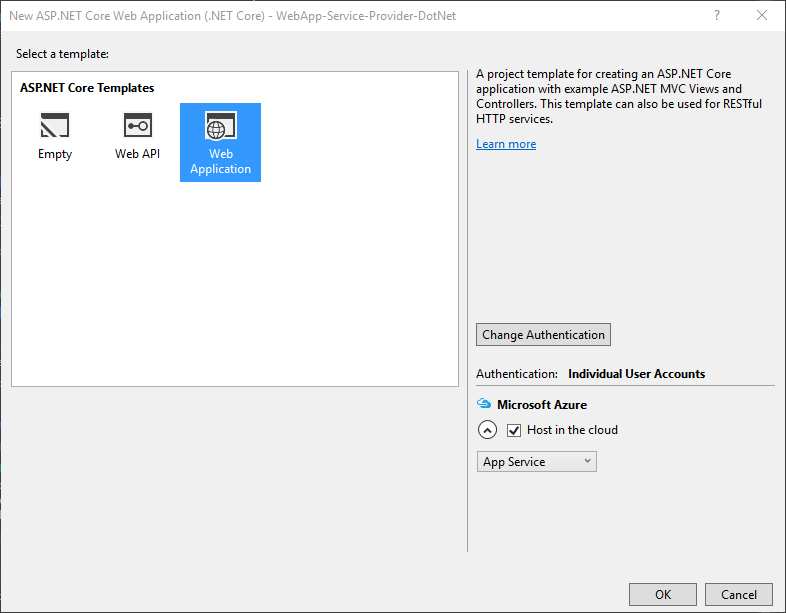 New ASP.NET Core Web Application (.NET Core) - WebApp-Service-Provider-DotNet
?
Select a template:
ASP.NET Core Templates
Empty
Web API
Web
Application
A project template for creating an ASP.NET Core
application with example ASP.NET MVC Views and
Controllers. This template can also be used for RESTful
HTTP services.
Learn more
Change Authentication
Authentication: Individual User Accounts
Microsoft Azure
Host in the cloud
App Service
OK
Cancel